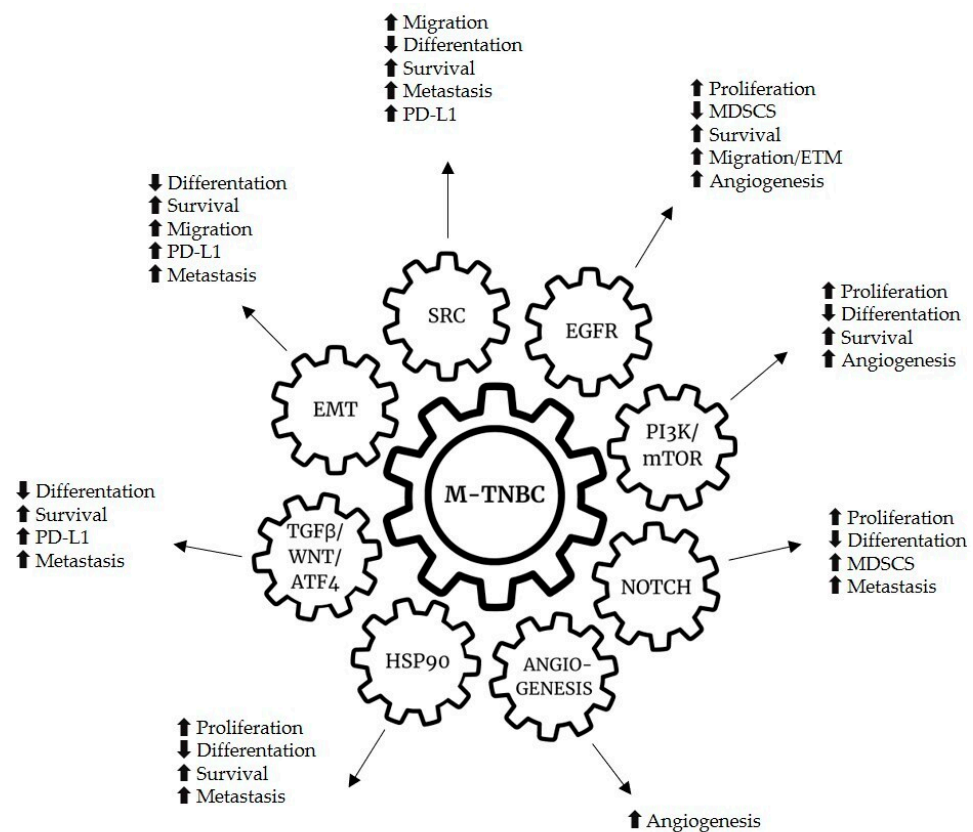 ⬆ Migration
⬇ Differentation
⬆ Survival
⬆ Metastasis
⬆ PD-L1
⬆ Proliferation
⬇ MDSCS
⬆ Survival
⬆ Migration/ETM
⬆ Angiogenesis
⬇ Differentation
⬆ Survival
⬆ Migration
⬆ PD-L1
⬆ Metastasis
⬆ Proliferation
⬇ Differentation
⬆ Survival
⬆ Angiogenesis
SRC
EGFR
EMT
PI3K/
mTOR
M-TNBC
⬇ Differentation
⬆ Survival
⬆ PD-L1
⬆ Metastasis
TGFβ/
WNT/
ATF4
NOTCH
⬆ Proliferation
⬇ Differentation
⬆ MDSCS
⬆ Metastasis
HSP90
ANGIO-
GENESIS
⬆ Proliferation
⬇ Differentation
⬆ Survival
⬆ Metastasis
⬆ Angiogenesis